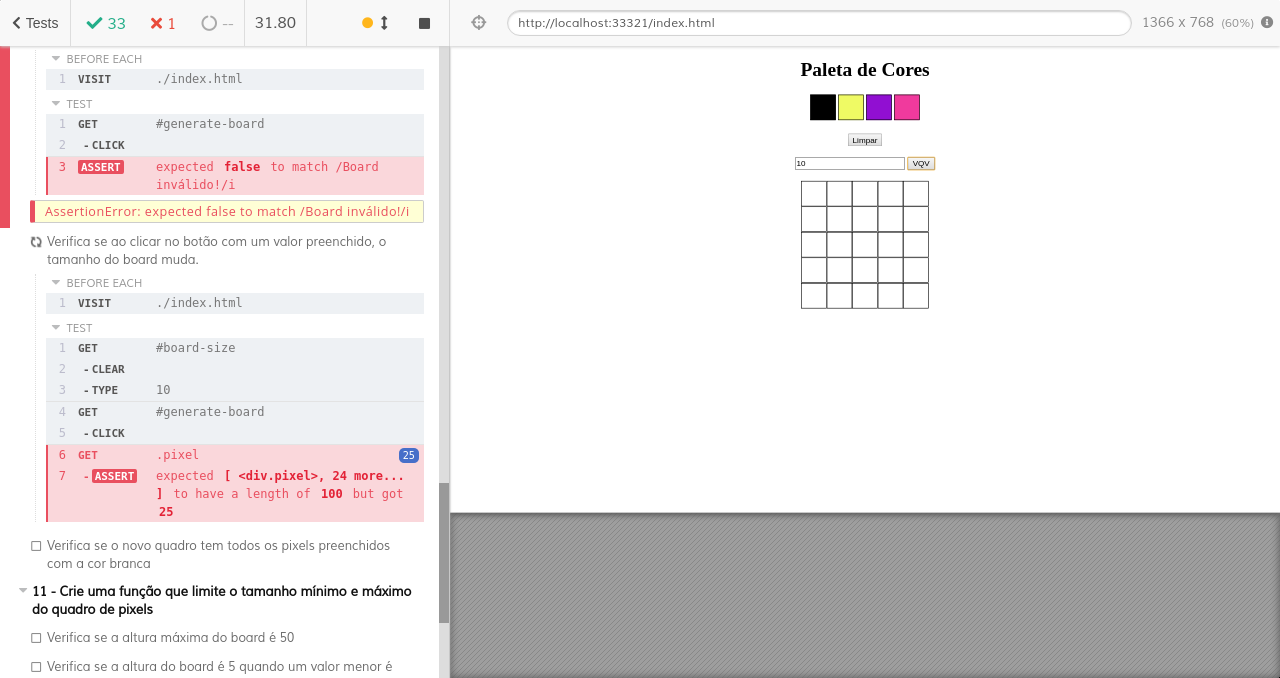 Tests
33
1
--
31.80
http://localhost:33321/index.html
1366 x 768 (60%)
BEFORE EACH
1 VISIT ./index.html
TEST
1 GET #generate-board
2 - CLICK
3 ASSERT expected false to match /Board
inválido!/i
AssertionError: expected false to match /Board inválido!/i
Verifica se ao clicar no botão com um valor preenchido, o
tamanho do board muda.
BEFORE EACH
1 VISIT ./index.html
TEST
1 GET #board-size
2 - CLEAR
3 - TYPE 10
4 GET #generate-board
5 - CLICK
6 GET .pixel 25
7 - ASSERT expected [ <div.pixel>, 24 more...
] to have a length of 100 but got
25
Verifica se o novo quadro tem todos os pixels preenchidos
com a cor branca
11 - Crie uma função que limite o tamanho mínimo e máximo
do quadro de pixels
Verifica se a altura máxima do board é 50
Verifica se a altura do board é 5 quando um valor menor é
Paleta de Cores
Limpar
10
VQV